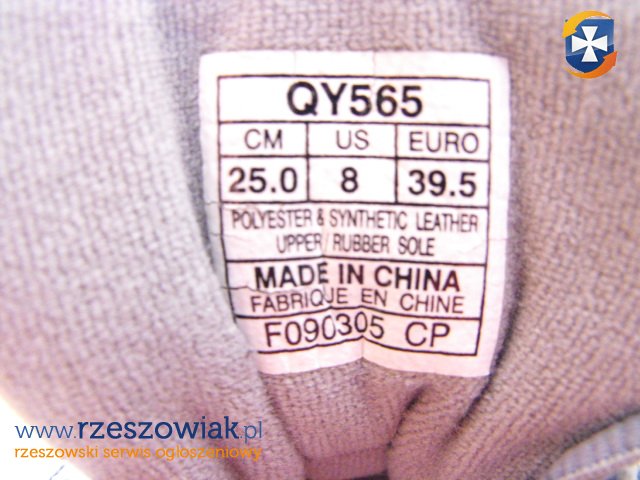 QY565
CM US EURO
25.0 8 39.5
POLYESTER & SYNTHETIC LEATHER
UPPER/RUBBER SOLE
MADE IN CHINA
FABRIQUE EN CHINE
F090305 CP
www.rzeszowiak.pl
rzeszowski serwis ogłoszeniowy